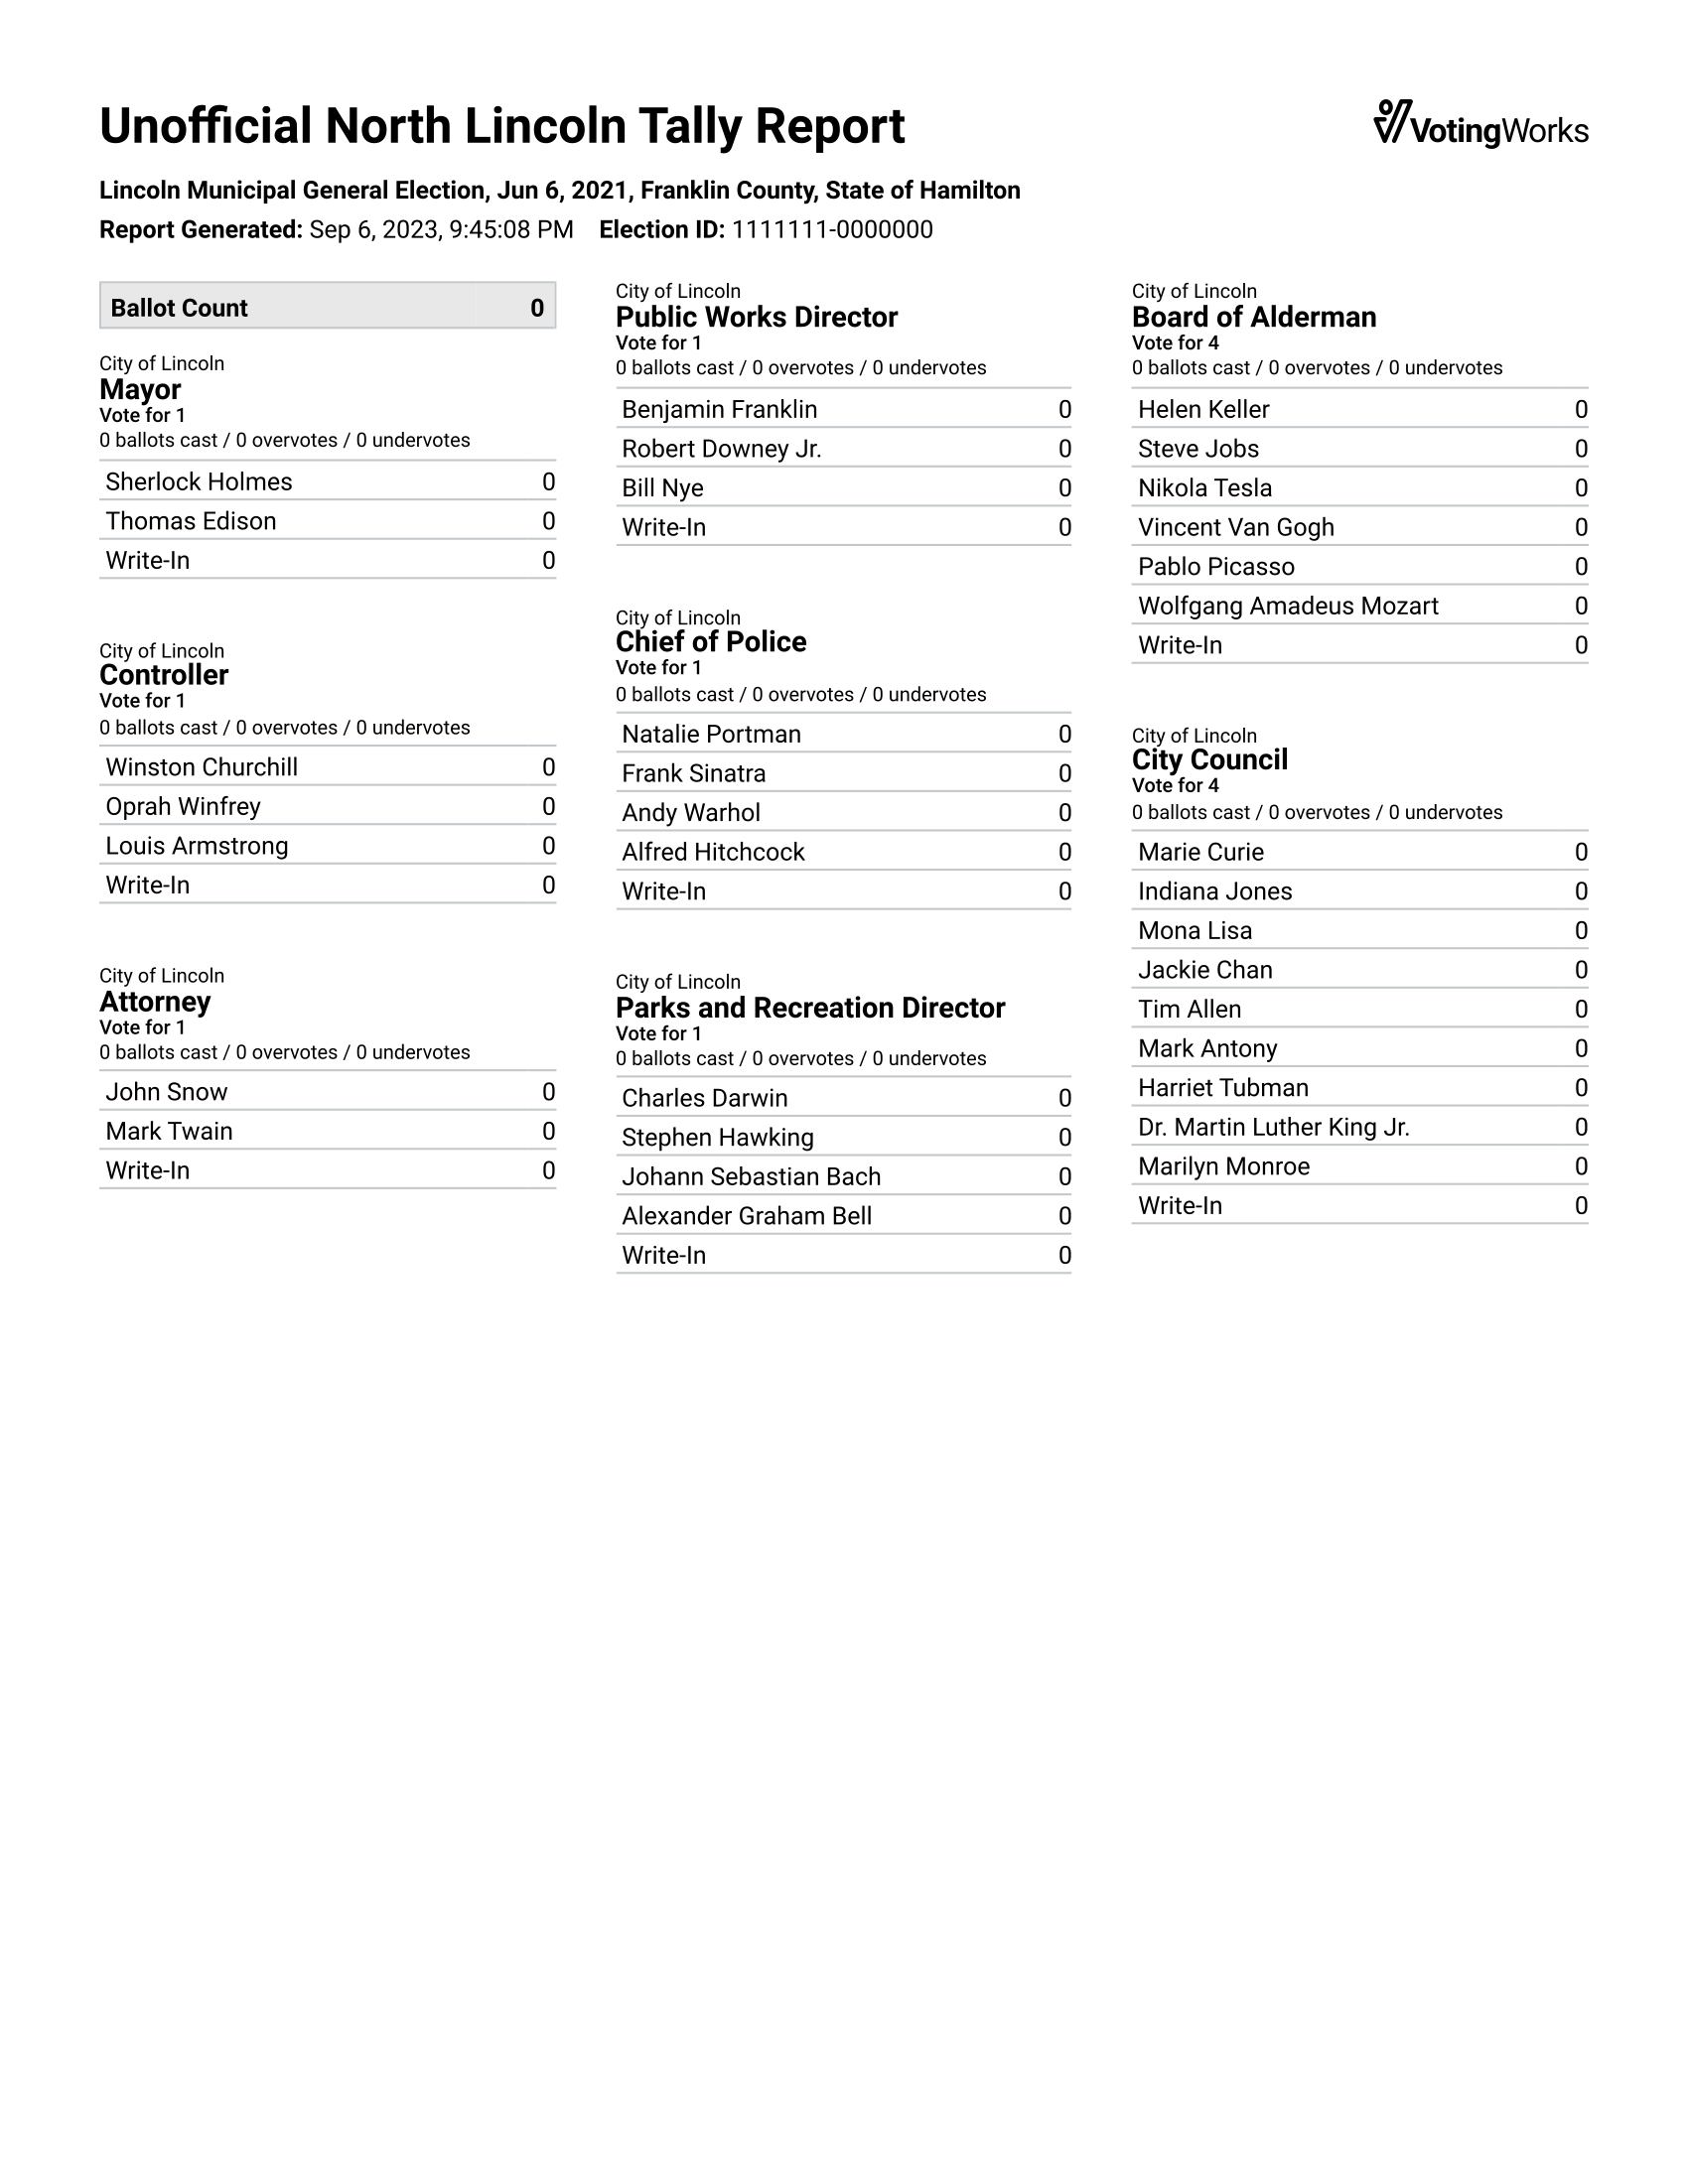 Unofficial North Lincoln Tally Report
VotingWorks
Lincoln Municipal General Election, Jun 6, 2021, Franklin County, State of Hamilton
Report Generated: Sep 6, 2023, 9:45:08 PM Election ID: 1111111-0000000
Ballot Count 0
City of Lincoln
Mayor
Vote for 1
0 ballots cast / 0 overvotes / 0 undervotes
Sherlock Holmes 0
Thomas Edison 0
Write-In 0
City of Lincoln
Controller
Vote for 1
0 ballots cast / 0 overvotes / 0 undervotes
Winston Churchill 0
Oprah Winfrey 0
Louis Armstrong 0
Write-In 0
City of Lincoln
Attorney
Vote for 1
0 ballots cast / 0 overvotes / 0 undervotes
John Snow 0
Mark Twain 0
Write-In 0
City of Lincoln
Public Works Director
Vote for 1
0 ballots cast / 0 overvotes / 0 undervotes
Benjamin Franklin 0
Robert Downey Jr. 0
Bill Nye 0
Write-In 0
City of Lincoln
Chief of Police
Vote for 1
0 ballots cast / 0 overvotes / 0 undervotes
Natalie Portman 0
Frank Sinatra 0
Andy Warhol 0
Alfred Hitchcock 0
Write-In 0
City of Lincoln
Parks and Recreation Director
Vote for 1
0 ballots cast / 0 overvotes / 0 undervotes
Charles Darwin 0
Stephen Hawking 0
Johann Sebastian Bach 0
Alexander Graham Bell 0
Write-In 0
City of Lincoln
Board of Alderman
Vote for 4
0 ballots cast / 0 overvotes / 0 undervotes
Helen Keller 0
Steve Jobs 0
Nikola Tesla 0
Vincent Van Gogh 0
Pablo Picasso 0
Wolfgang Amadeus Mozart 0
Write-In 0
City of Lincoln
City Council
Vote for 4
0 ballots cast / 0 overvotes / 0 undervotes
Marie Curie 0
Indiana Jones 0
Mona Lisa 0
Jackie Chan 0
Tim Allen 0
Mark Antony 0
Harriet Tubman 0
Dr. Martin Luther King Jr. 0
Marilyn Monroe 0
Write-In 0